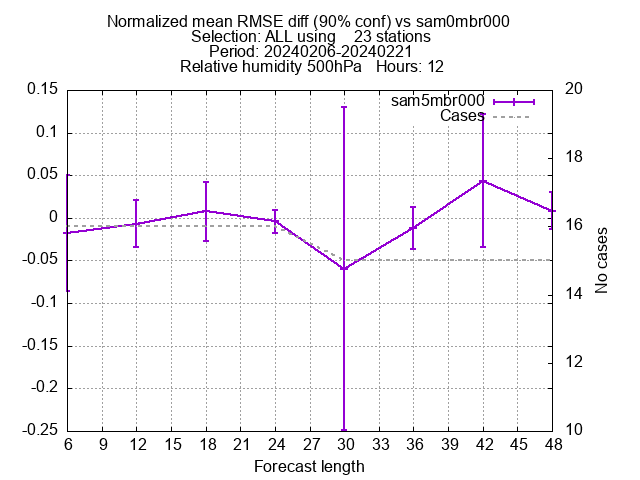 Normalized mean RMSE diff (90% conf) vs sam0mbr000
Selection: ALL using    23 stations
Period: 20240206-20240221
Relative humidity 500hPa   Hours: 12
sam5mbr000
Cases
0.15
0.1
0.05
0
-0.05
-0.1
-0.15
-0.2
-0.25
20
18
16
14
12
10
No cases
6 12 15 18 21 24 27 30 33 36 39 42 45 48
Forecast length